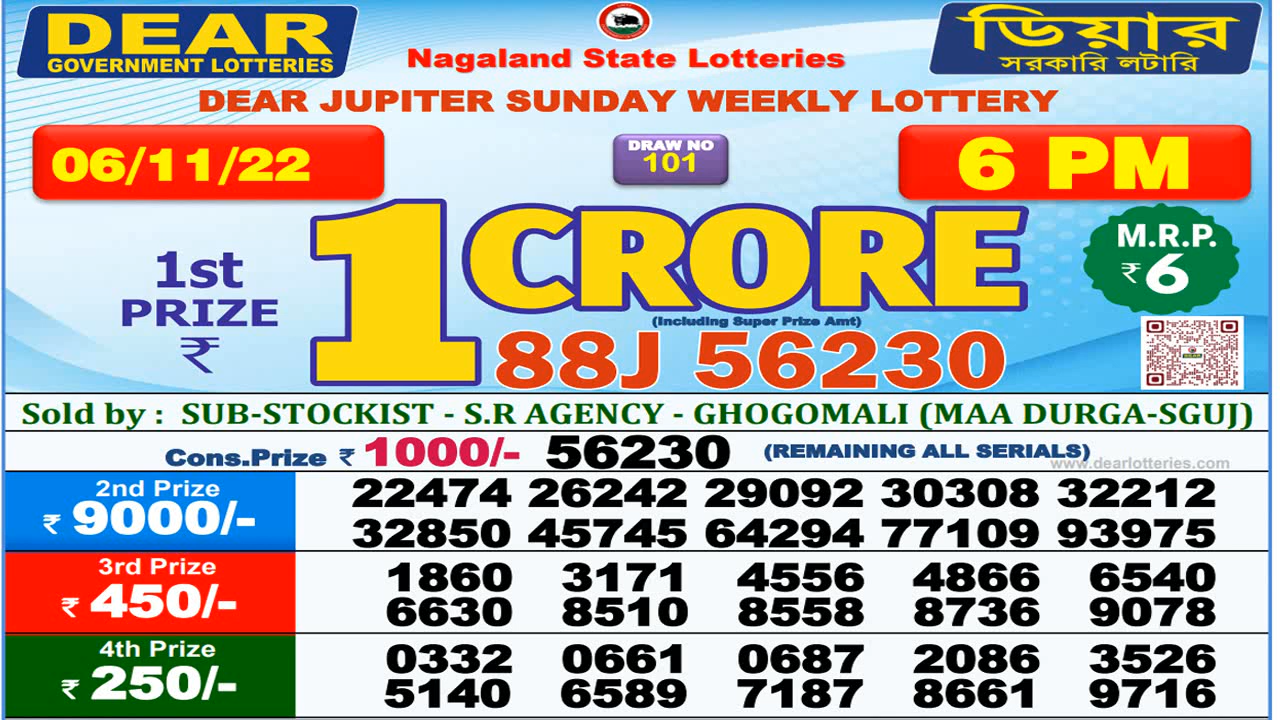 DEAR
GOVERNMENT LOTTERIES
Nagaland State Lotteries
ডিয়ার
সরকারি লটারি
DEAR JUPITER SUNDAY WEEKLY LOTTERY
06/11/22
DRAW NO
101
6 PM
1st
PRIZE
₹
1 CRORE
(Including Super Prize Amt)
M.R.P.
₹ 6
88J 56230
Sold by : SUB-STOCKIST - S.R AGENCY - GHOGOMALI (MAA DURGA-SGUJ)
Cons.Prize ₹ 1000/- 56230 (REMAINING ALL SERIALS)
www.dearlotteries.com
2nd Prize
₹ 9000/-
22474 26242 29092 30308 32212
32850 45745 64294 77109 93975
3rd Prize
₹ 450/-
1860 3171 4556 4866 6540
6630 8510 8558 8736 9078
4th Prize
₹ 250/-
0332 0661 0687 2086 3526
5140 6589 7187 8661 9716